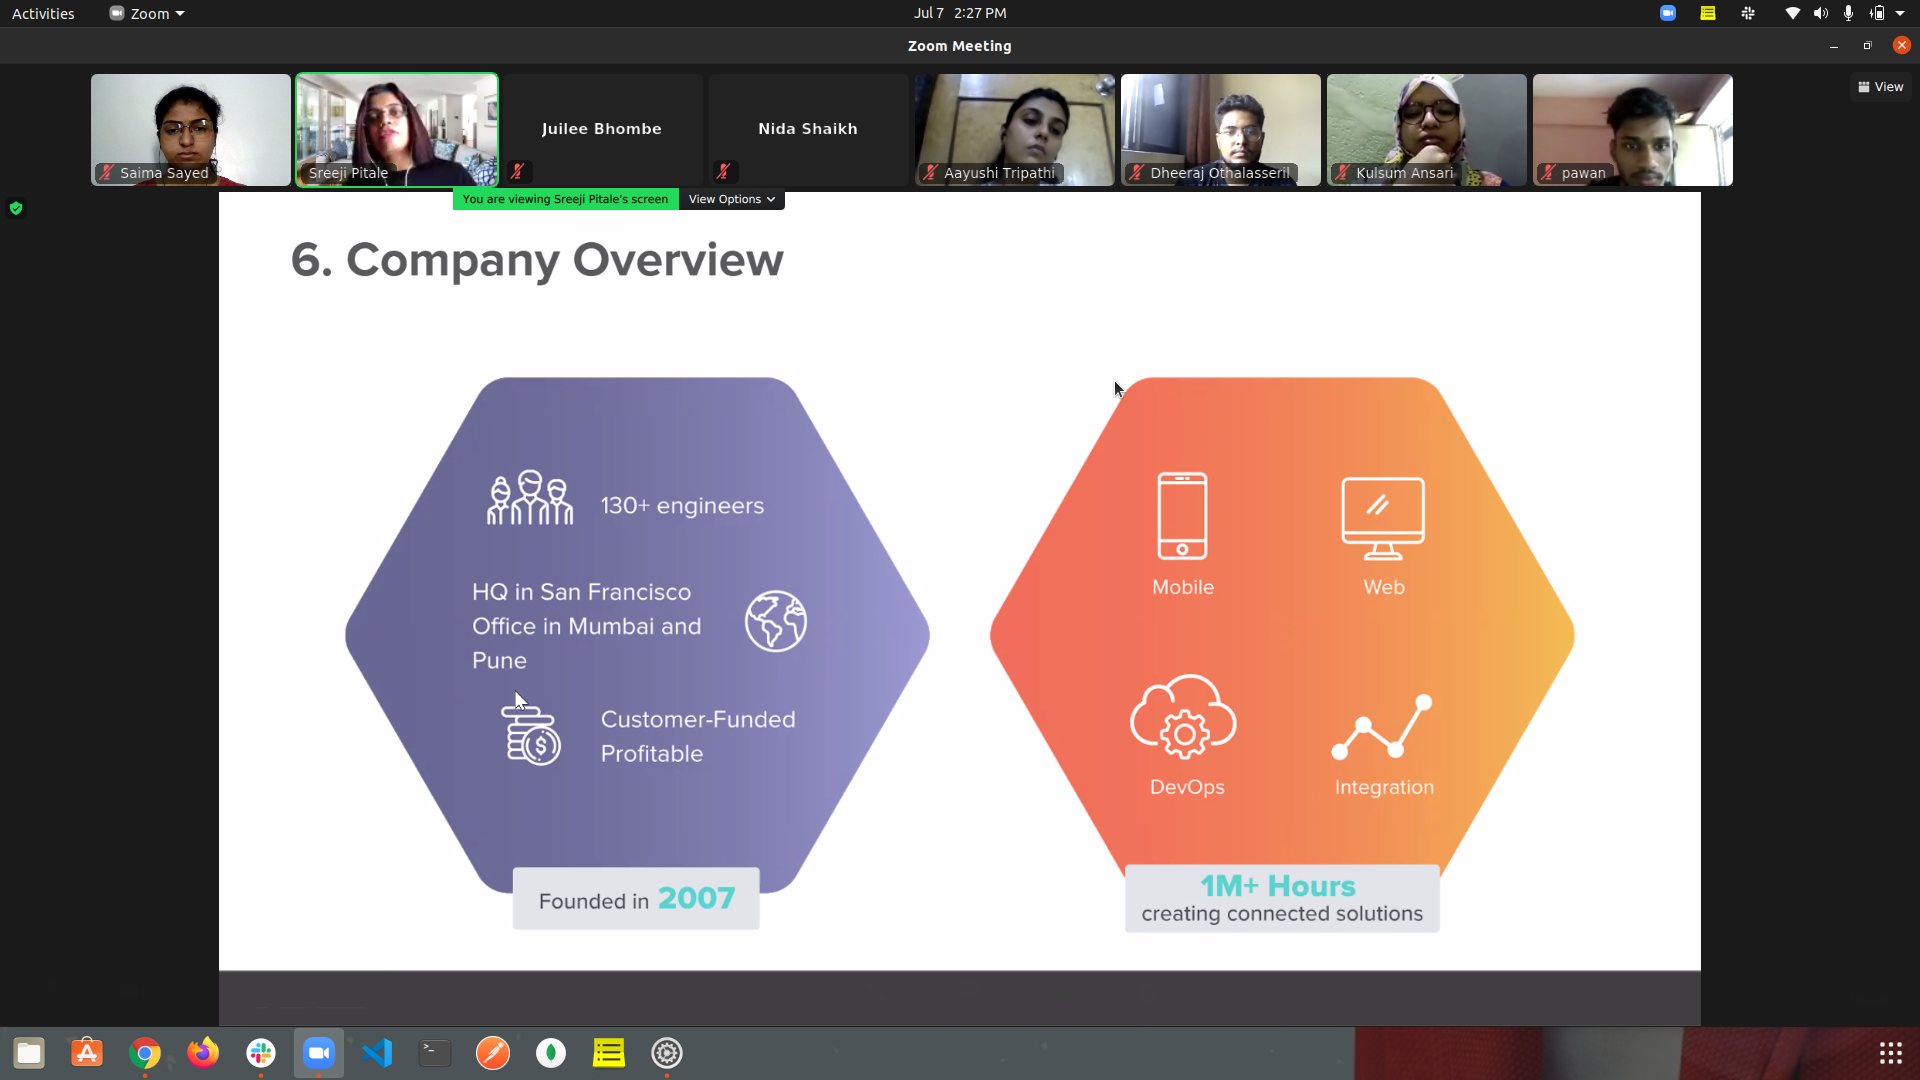 Activities
Zoom
Jul 7 2:27 PM
Zoom Meeting
View
Saima Sayed
Sreeji Pitale
Juilee Bhombe
Nida Shaikh
Aayushi Tripathi
Dheeraj Othalasseril
Kulsum Ansari
pawan
You are viewing Sreeji Pitale's screen
View Options
6. Company Overview
130+ engineers
HQ in San Francisco
Office in Mumbai and
Pune
Customer-Funded
Profitable
Founded in 2007
Mobile
Web
DevOps
Integration
1M+ Hours
creating connected solutions